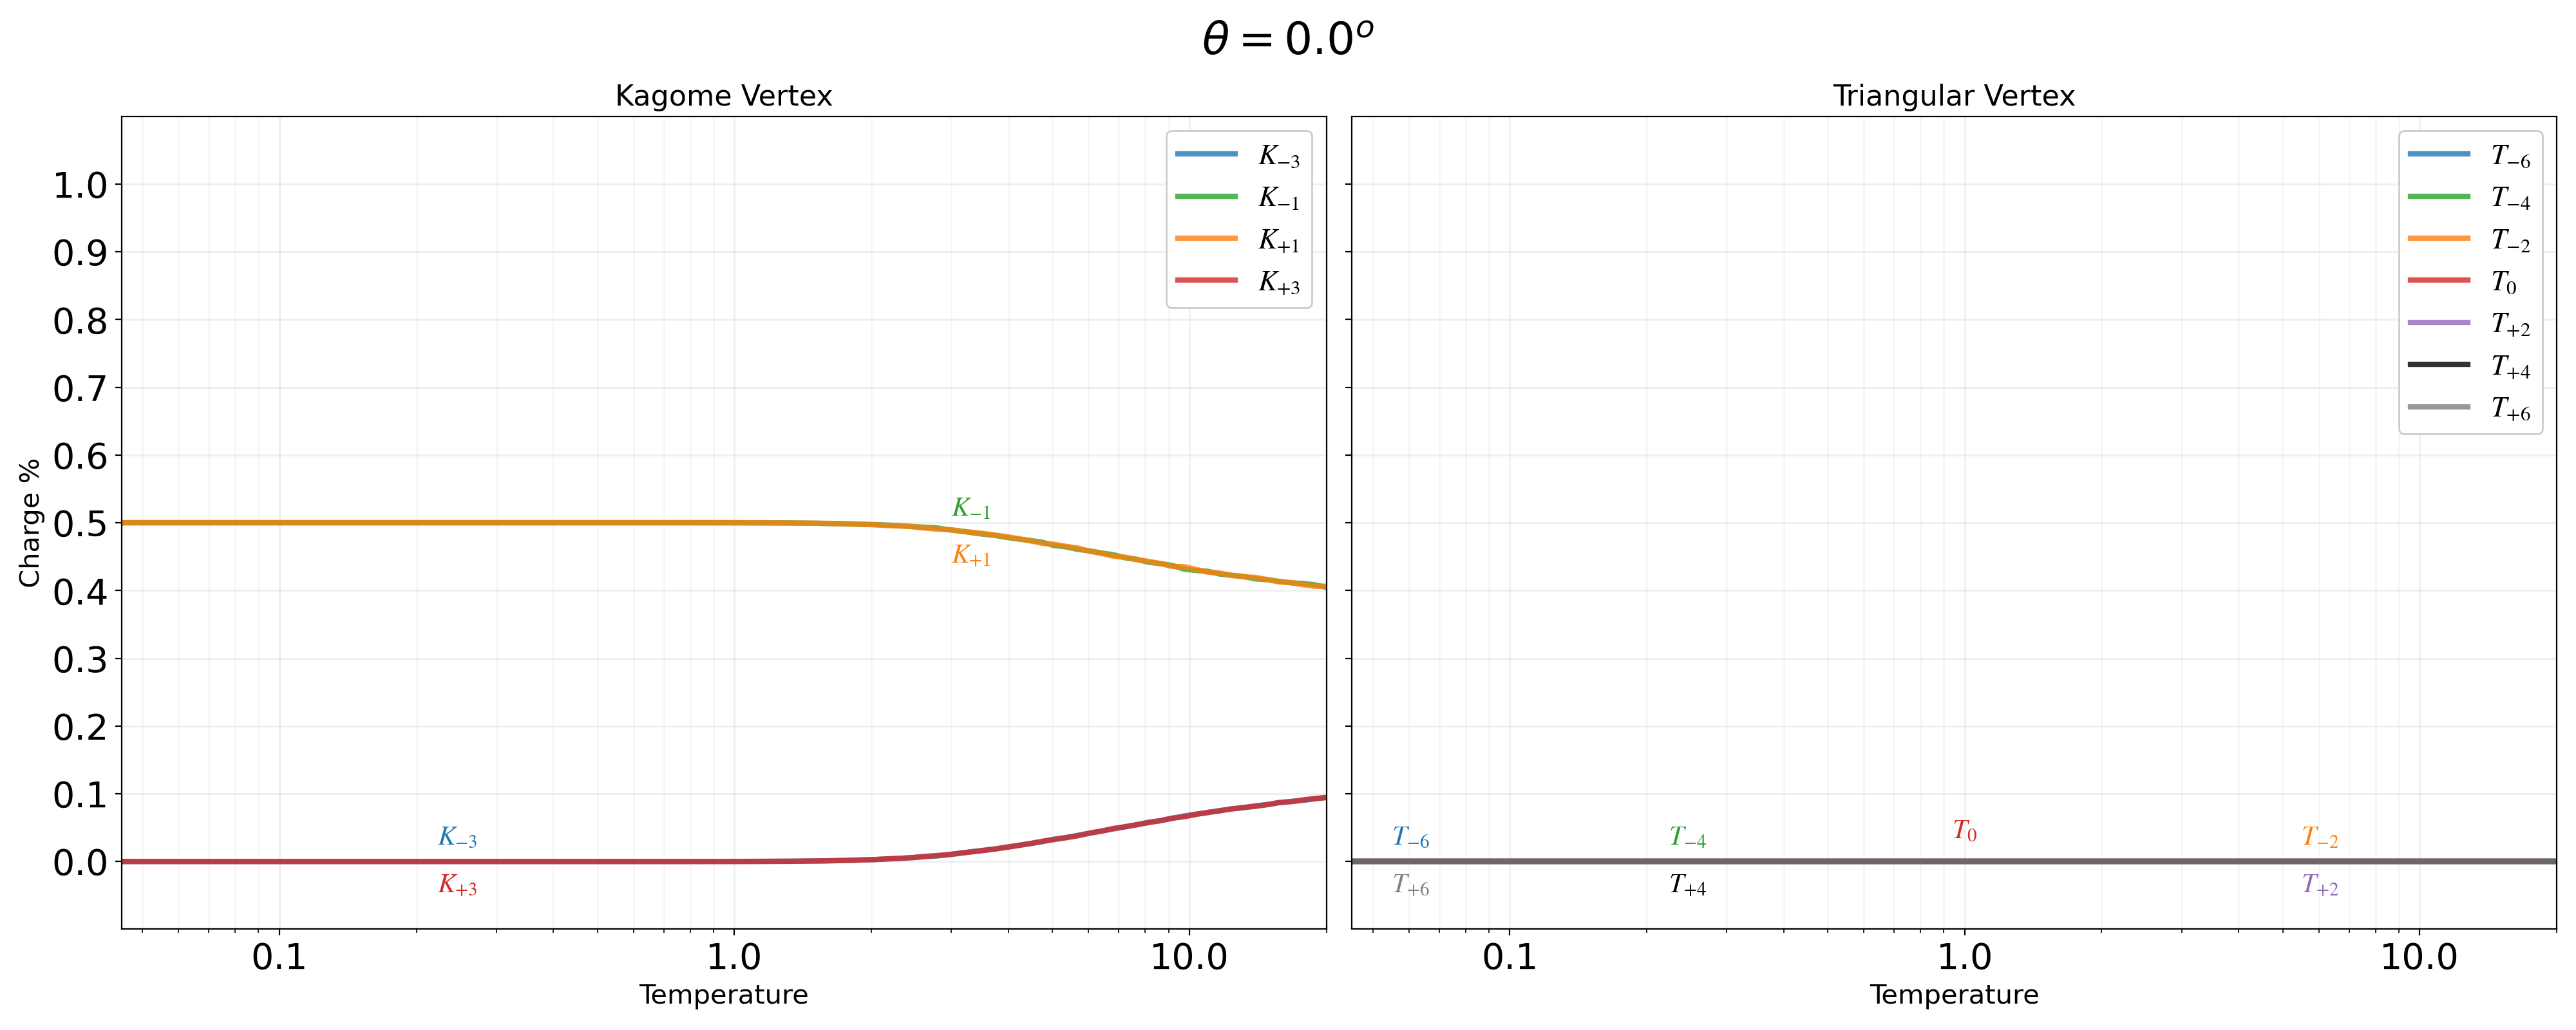 θ = 0.0°
Kagome Vertex
Charge %
1.0
0.9
0.8
0.7
0.6
0.5
0.4
0.3
0.2
0.1
0.0
K₋₃
K₋₁
K₊₁
K₊₃
K₋₁
K₊₁
K₋₃
K₊₃
0.1 1.0 10.0
Temperature
Triangular Vertex
T₋₆
T₋₄
T₋₂
T₀
T₊₂
T₊₄
T₊₆
T₋₆ T₋₄ T₀ T₋₂
T₊₆ T₊₄ T₊₂
0.1 1.0 10.0
Temperature